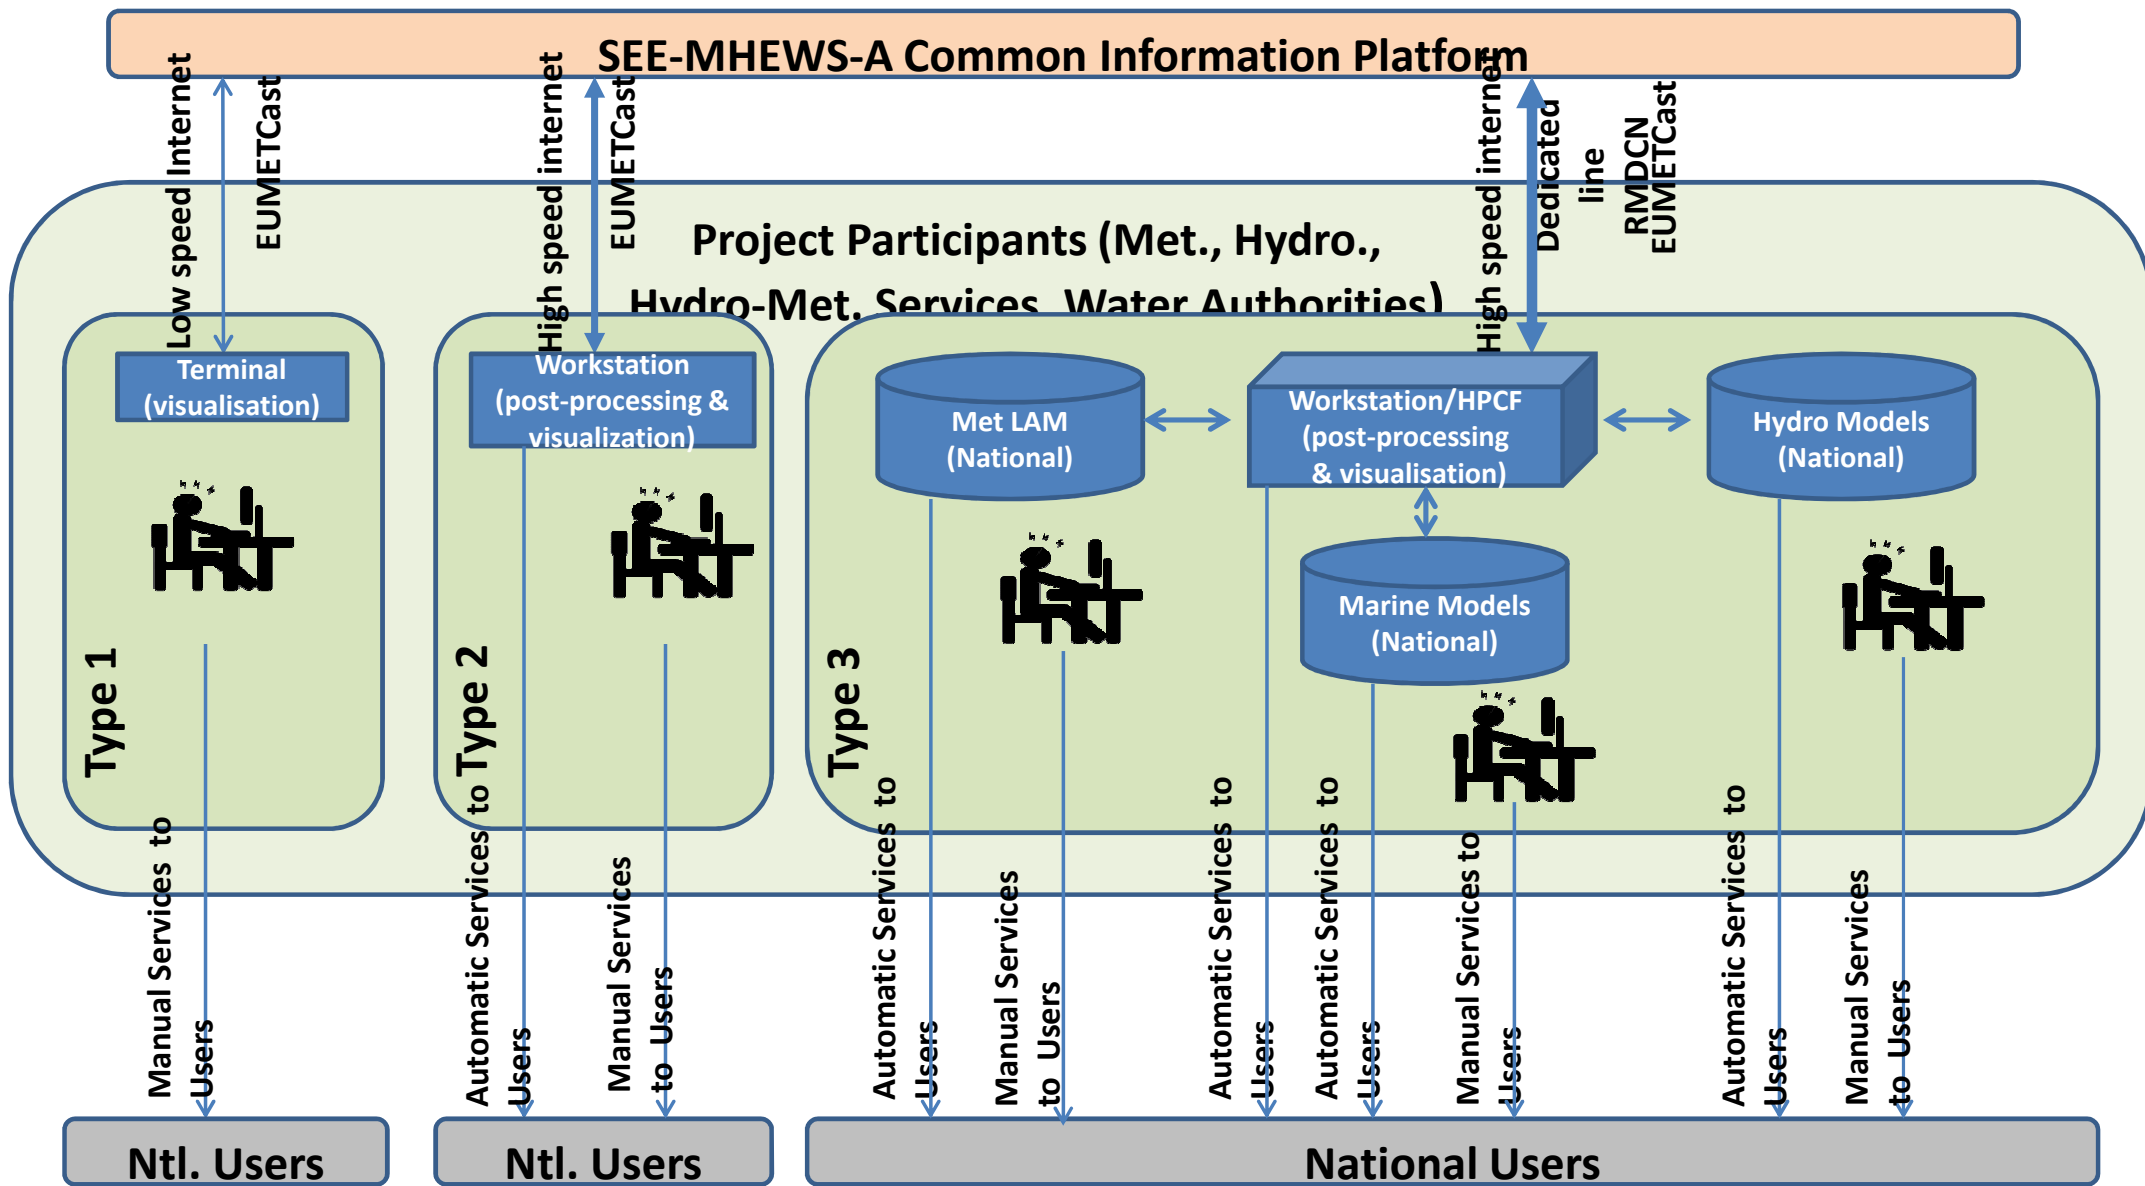 SEE-MHEWS-A Common Information Platform
Low speed Internet
EUMETCast
High speed internet
EUMETCast
High speed internet
Dedicated
line
RMDCN
EUMETCast
Project Participants (Met., Hydro.,
Hydro-Met. Services, Water Authorities)
Type 1
Terminal
(visualisation)
Type 2
Workstation
(post-processing &
visualization)
Type 3
Met LAM
(National)
Workstation/HPCF
(post-processing
& visualisation)
Hydro Models
(National)
Marine Models
(National)
Manual Services to
Users
Automatic Services to
Users
Manual Services
to Users
Automatic Services to
Users
Manual Services
to Users
Automatic Services to
Users
Automatic Services to
Users
Manual Services to
Users
Automatic Services to
Users
Manual Services
to Users
Ntl. Users
Ntl. Users
National Users